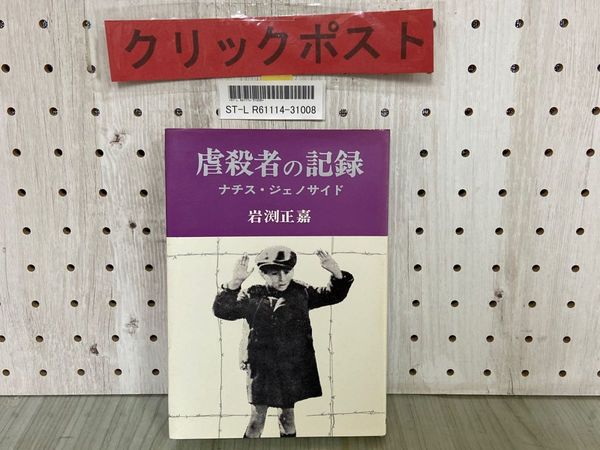 クリックポスト
ST-L R61114-31008
虐殺者の記録
ナチス・ジェノサイド
岩渕正嘉